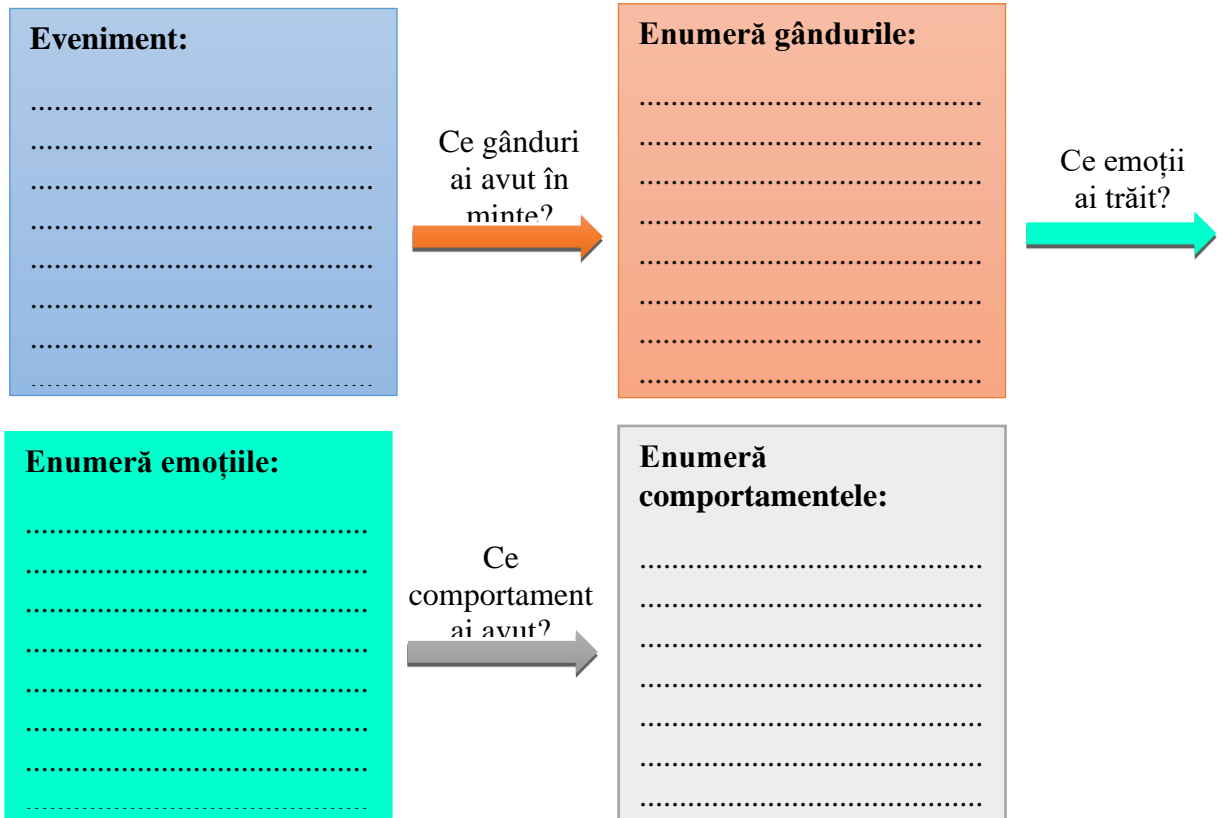 Eveniment:
..........................................
..........................................
..........................................
..........................................
..........................................
..........................................
..........................................
..........................................
Ce gânduri
ai avut în
minte?
Enumeră gândurile:
..........................................
..........................................
..........................................
..........................................
..........................................
..........................................
..........................................
..........................................
Ce emoții
ai trăit?
Enumeră emoțiile:
..........................................
..........................................
..........................................
..........................................
..........................................
..........................................
..........................................
..........................................
Ce
comportament
ai avut?
Enumeră
comportamentele:
..........................................
..........................................
..........................................
..........................................
..........................................
..........................................
..........................................